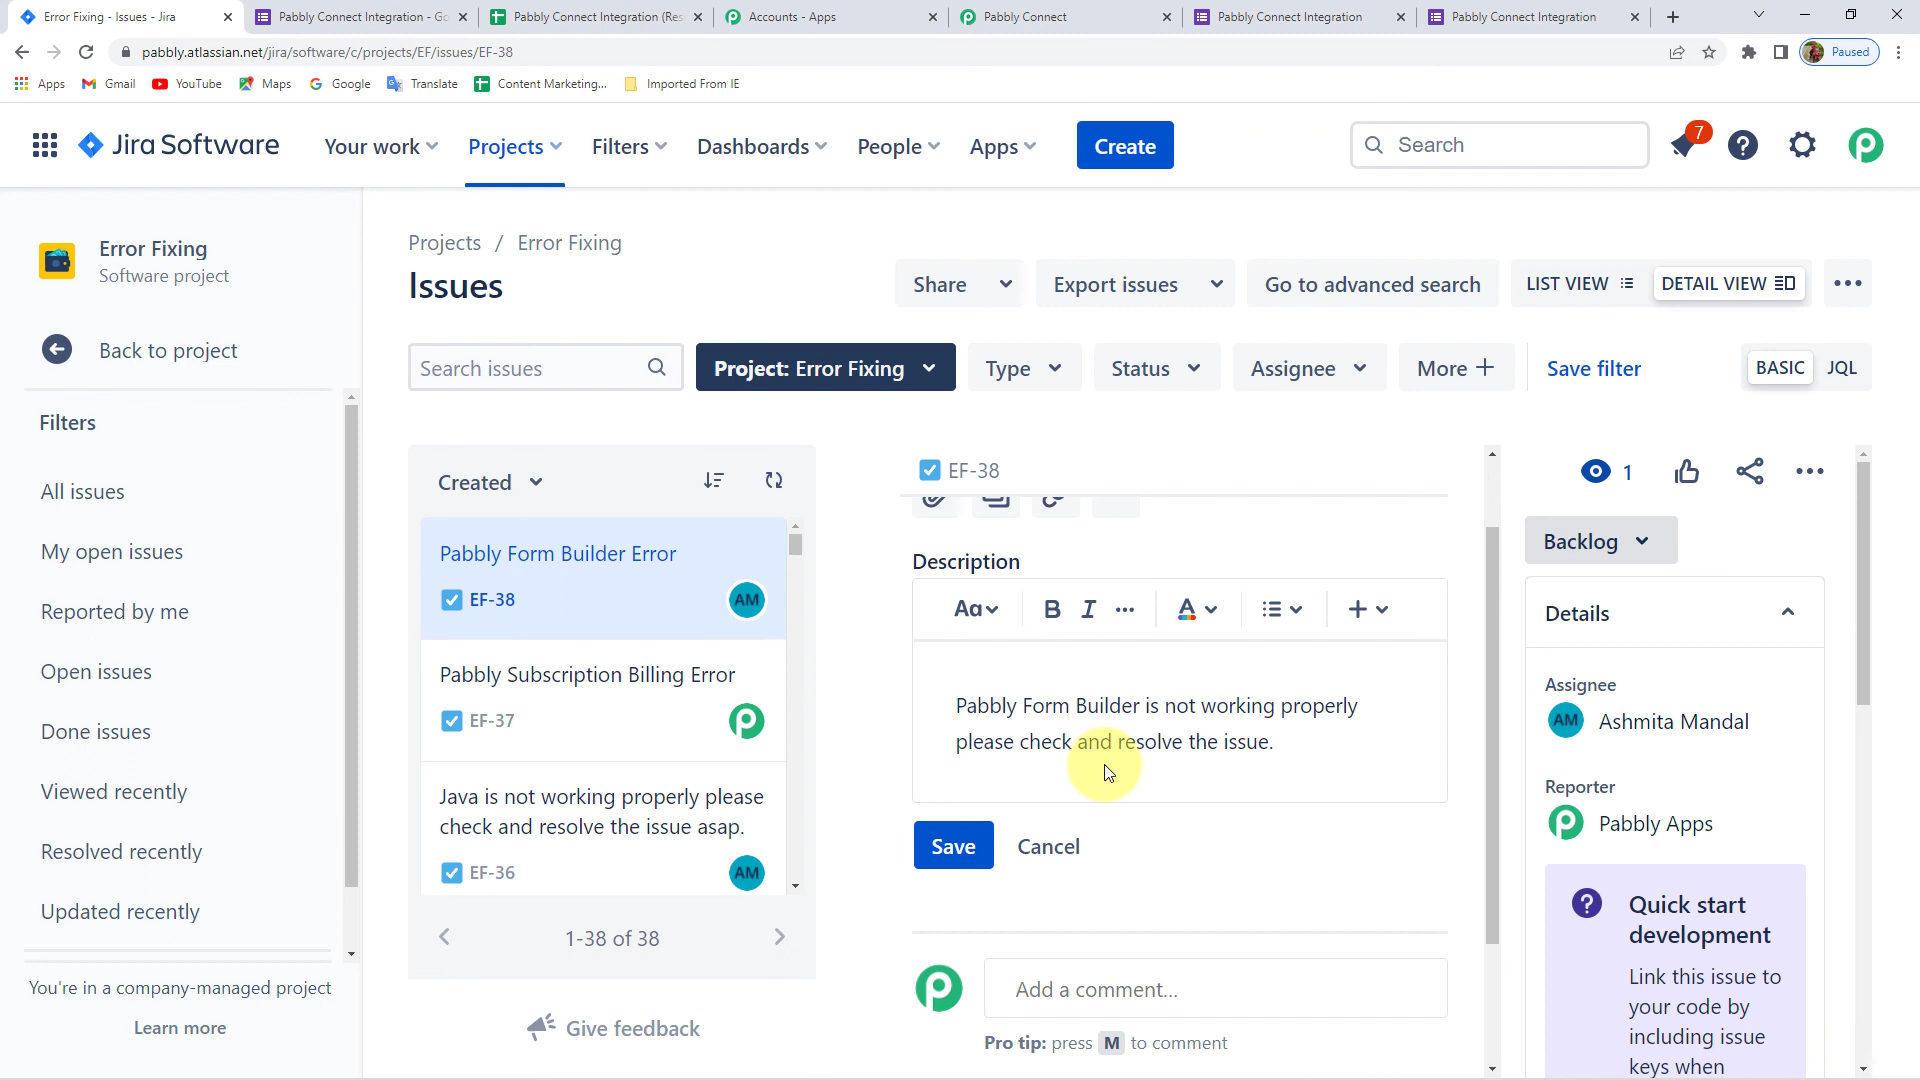 Error Fixing - Issues - Jira
Pabbly Connect Integration - Go
Pabbly Connect Integration (Res
Accounts - Apps
Pabbly Connect
Pabbly Connect Integration
Pabbly Connect Integration
pabbly.atlassian.net/jira/software/c/projects/EF/issues/EF-38
Paused
Apps
Gmail
YouTube
Maps
Google
Translate
Content Marketing...
Imported From IE
Jira Software
Your work
Projects
Filters
Dashboards
People
Apps
Create
Search
7
Error Fixing
Software project
Back to project
Filters
All issues
My open issues
Reported by me
Open issues
Done issues
Viewed recently
Resolved recently
Updated recently
You're in a company-managed project
Learn more
Projects / Error Fixing
Issues
Share
Export issues
Go to advanced search
LIST VIEW
DETAIL VIEW
Search issues
Project: Error Fixing
Type
Status
Assignee
More +
Save filter
BASIC
JQL
Created
Pabbly Form Builder Error
EF-38
AM
Pabbly Subscription Billing Error
EF-37
Java is not working properly please
check and resolve the issue asap.
EF-36
AM
1-38 of 38
Give feedback
EF-38
Description
Aa
B
I
A
Pabbly Form Builder is not working properly
please check and resolve the issue.
Save
Cancel
Add a comment...
Pro tip: press M to comment
1
Backlog
Details
Assignee
AM
Ashmita Mandal
Reporter
Pabbly Apps
Quick start
development
Link this issue to
your code by
including issue
keys when